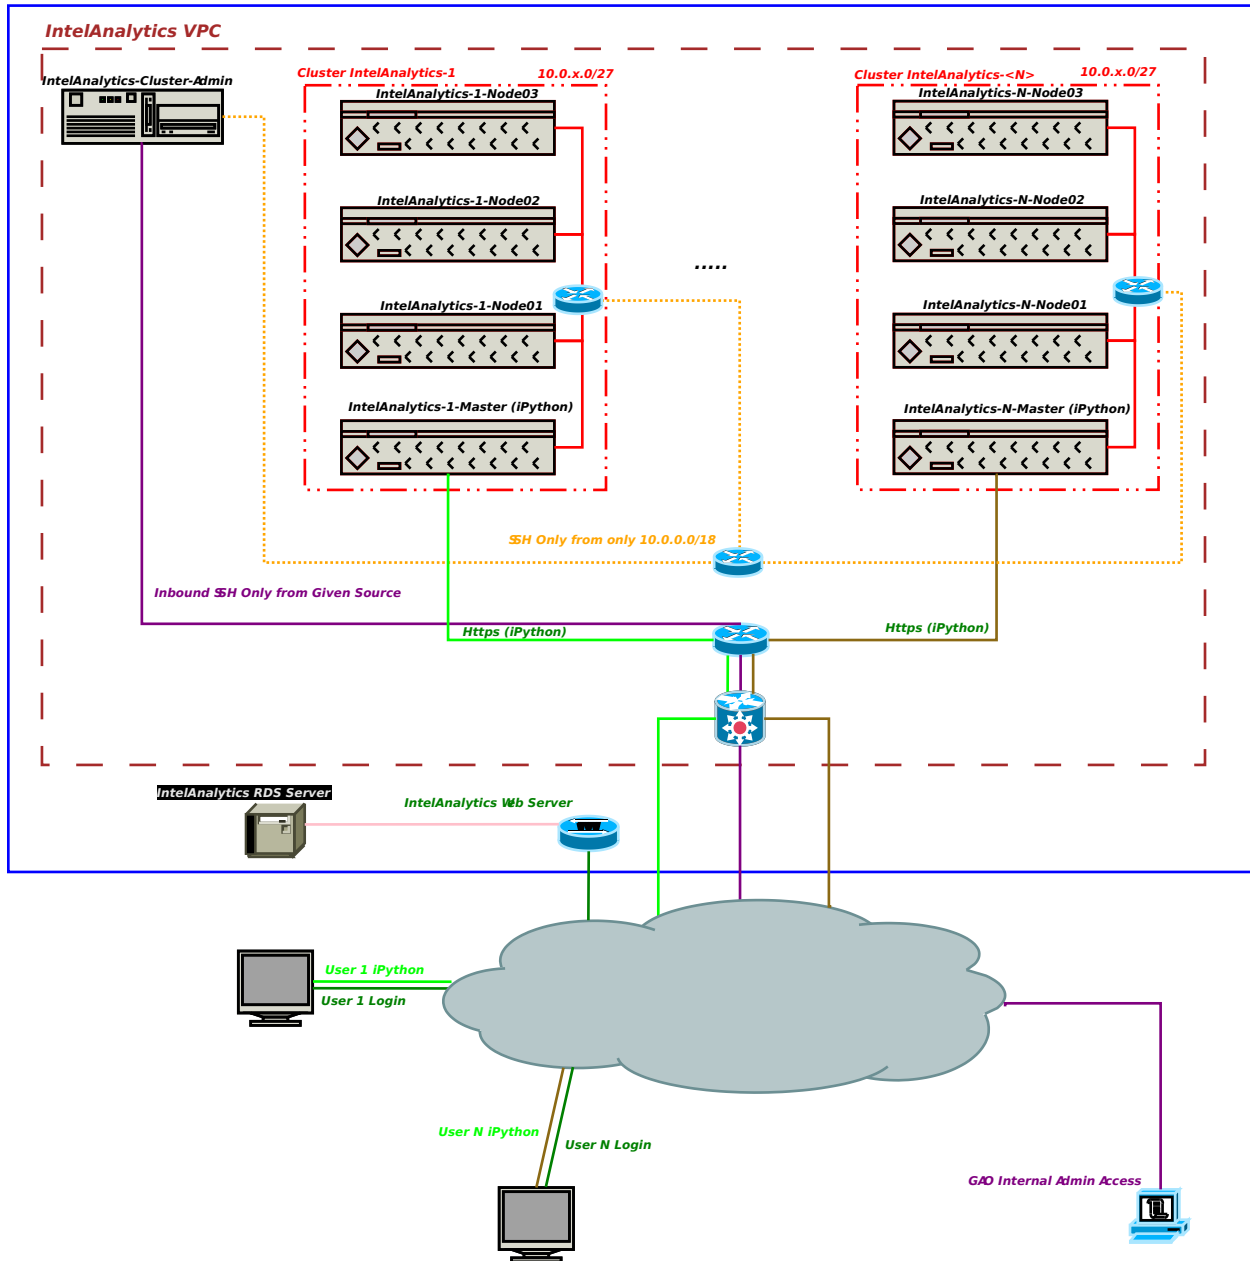 IntelAnalytics VPC
IntelAnalytics-Cluster-Admin
Cluster IntelAnalytics-1
10.0.x.0/27
Cluster IntelAnalytics-<N>
10.0.x.0/27
IntelAnalytics-1-Node03
IntelAnalytics-N-Node03
IntelAnalytics-1-Node02
IntelAnalytics-N-Node02
.....
IntelAnalytics-1-Node01
IntelAnalytics-N-Node01
IntelAnalytics-1-Master (iPython)
IntelAnalytics-N-Master (iPython)
SSH Only from only 10.0.0.0/18
Inbound SSH Only from Given Source
Https (iPython)
Https (iPython)
IntelAnalytics RDS Server
IntelAnalytics Web Server
User 1 iPython
User 1 Login
User N iPython
User N Login
GAO Internal Admin Access